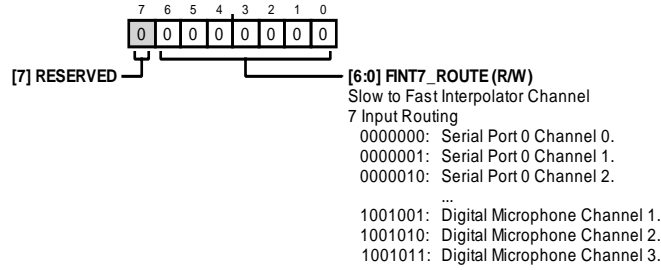 7 6 5 4 3 2 1 0
0 0 0 0 0 0 0 0
[7] RESERVED
[6:0] FINT7_ROUTE (R/W)
Slow to Fast Interpolator Channel
7 Input Routing
0000000: Serial Port 0 Channel 0.
0000001: Serial Port 0 Channel 1.
0000010: Serial Port 0 Channel 2.
...
1001001: Digital Microphone Channel 1.
1001010: Digital Microphone Channel 2.
1001011: Digital Microphone Channel 3.